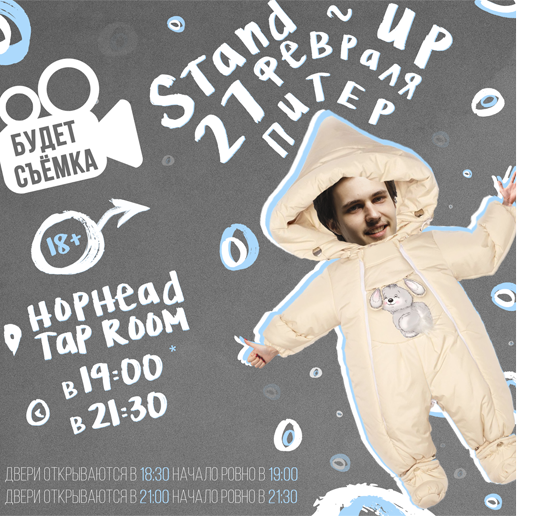 Stand UP
27 ФЕВРАЛЯ
ПИТЕР
БУДЕТ
СЪЁМКА
18+
HOPHeaD
TaP ROOM
В 19:00*
В 21:30
ДВЕРИ ОТКРЫВАЮТСЯ В 18:30 НАЧАЛО РОВНО В 19:00
ДВЕРИ ОТКРЫВАЮТСЯ В 21:00 НАЧАЛО РОВНО В 21:30